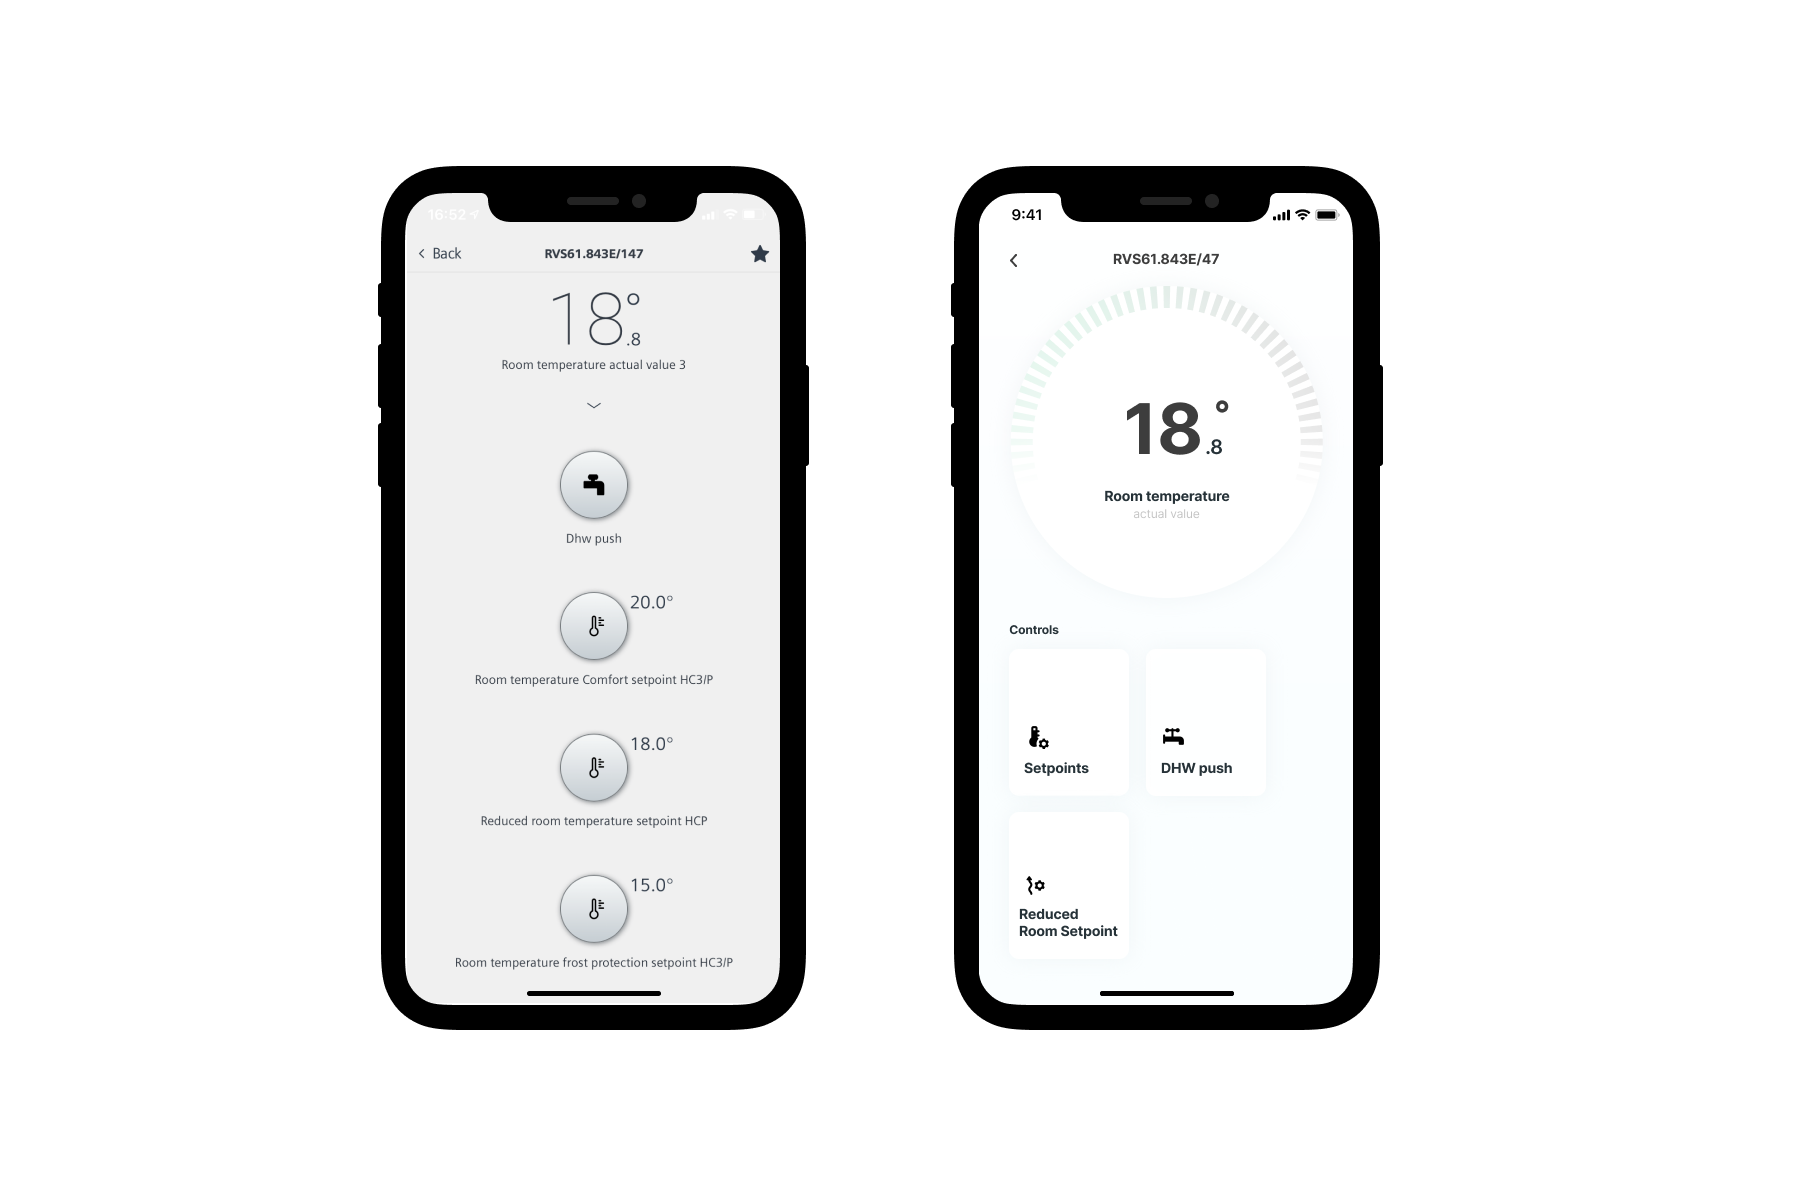 16:52
Back
RVS61.843E/147
18°.8
Room temperature actual value 3
Dhw push
20.0°
Room temperature Comfort setpoint HC3/P
18.0°
Reduced room temperature setpoint HCP
15.0°
Room temperature frost protection setpoint HC3/P
9:41
RVS61.843E/47
18°.8
Room temperature
actual value
Controls
Setpoints
DHW push
Reduced
Room Setpoint